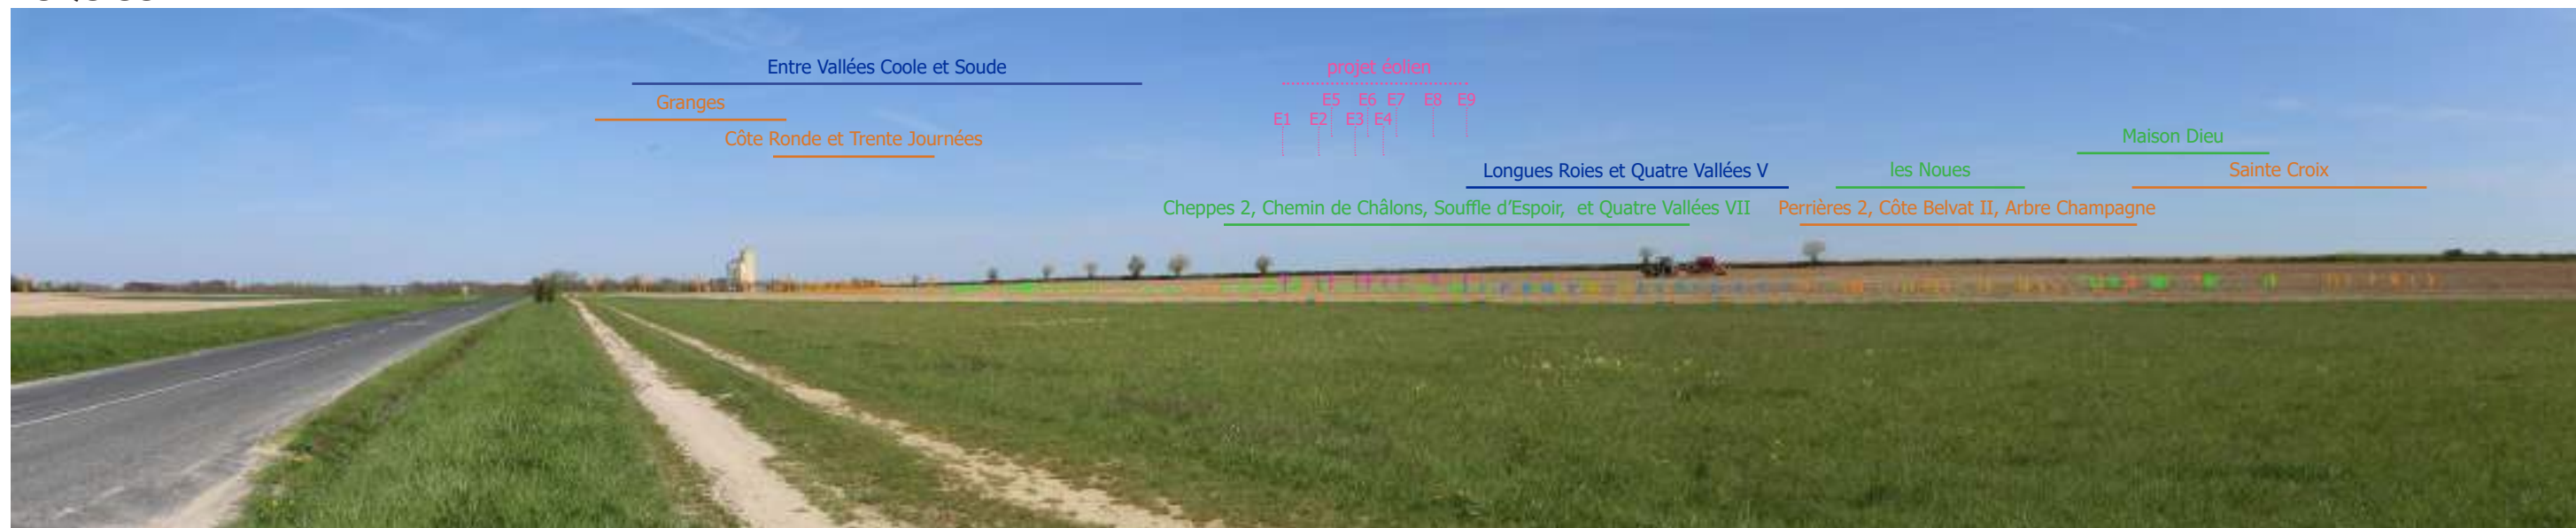 Entre Vallées Coole et Soude
projet éolien
Granges
E5 E6 E7 E8 E9
E1 E2 E3 E4
Côte Ronde et Trente Journées
Maison Dieu
Longues Roies et Quatre Vallées V
les Noues
Sainte Croix
Cheppes 2, Chemin de Châlons, Souffle d'Espoir, et Quatre Vallées VII
Perrières 2, Côte Belvat II, Arbre Champagne